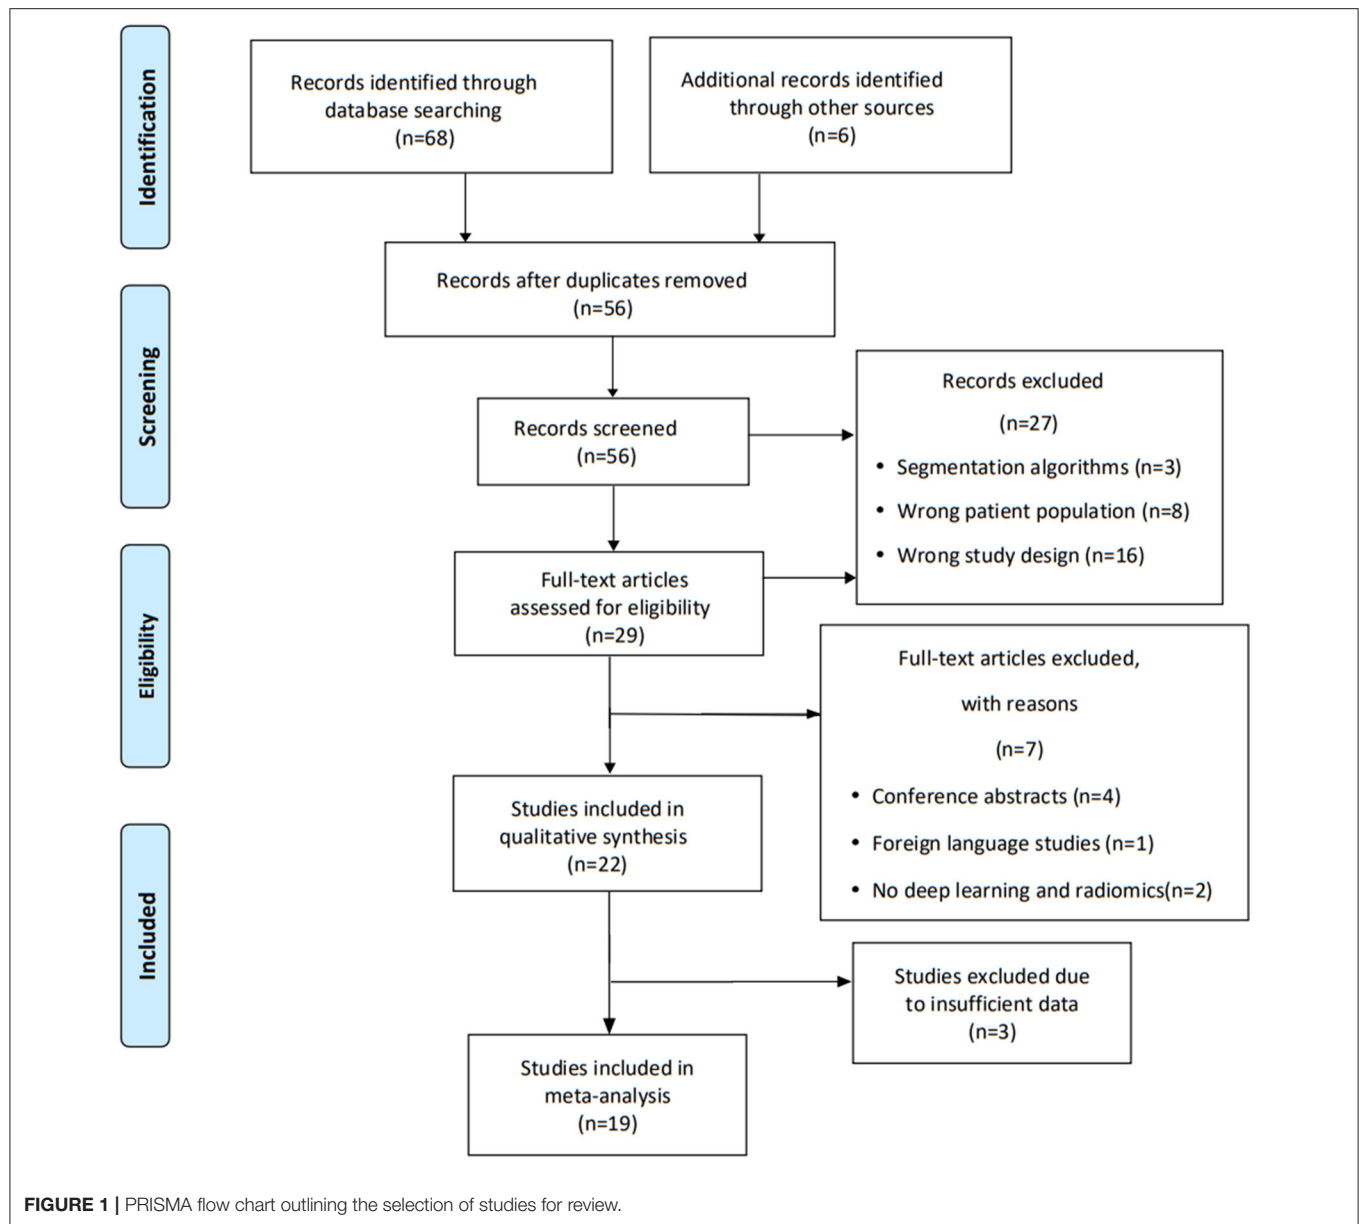 Identification
Records identified through
database searching
(n=68)
Additional records identified
through other sources
(n=6)
Records after duplicates removed
(n=56)
Screening
Records screened
(n=56)
Records excluded
(n=27)
• Segmentation algorithms (n=3)
• Wrong patient population (n=8)
• Wrong study design (n=16)
Eligibility
Full-text articles
assessed for eligibility
(n=29)
Full-text articles excluded,
with reasons
(n=7)
• Conference abstracts (n=4)
• Foreign language studies (n=1)
• No deep learning and radiomics(n=2)
Studies included in
qualitative synthesis
(n=22)
Included
Studies excluded due
to insufficient data
(n=3)
Studies included in
meta-analysis
(n=19)
FIGURE 1 | PRISMA flow chart outlining the selection of studies for review.